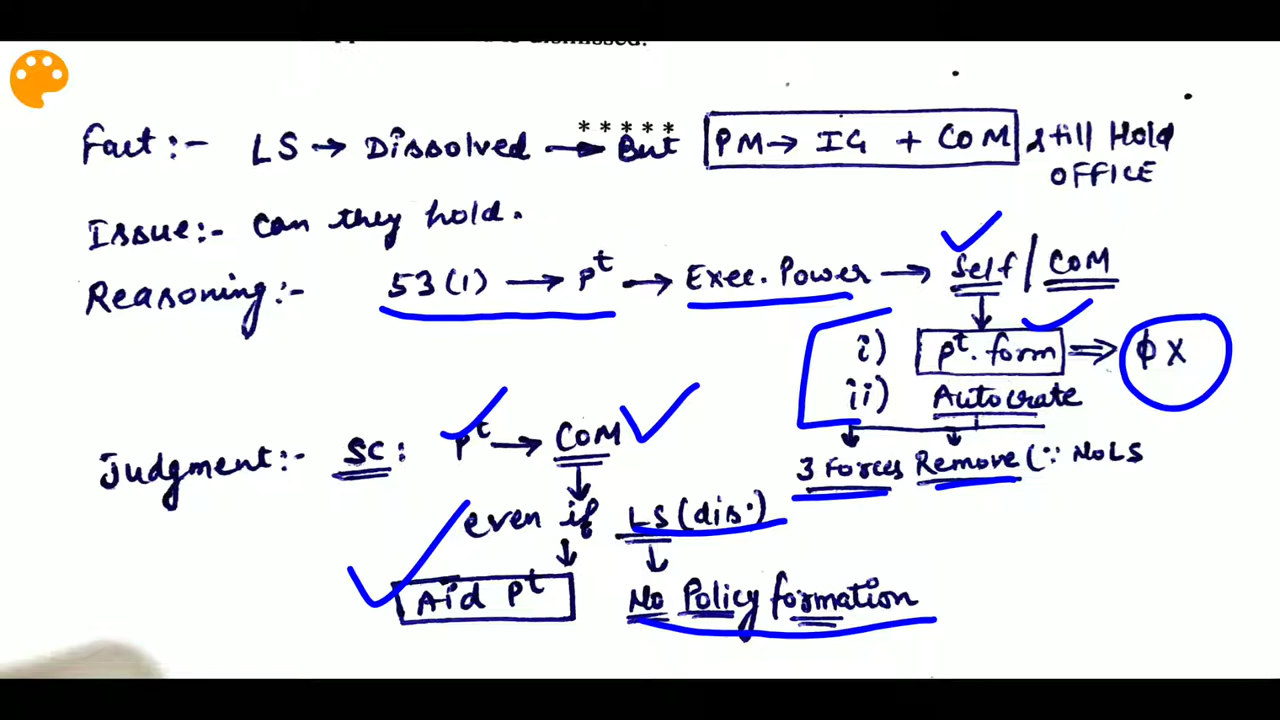 dismissed.
* * * * *
Fact:- LS → Dissolved → But PM → IG + COM still Hold
OFFICE
Issue:- Can they hold.
Reasoning:- 53(1) → Pt → Exec. Power → Self / COM
i) Pt. form ⇒ ϕ X
ii) Autocrate
3 Forces Remove (∵ No LS
Judgment:- SC: Pt → COM
even if LS (dis.)
Aid Pt No Policy formation